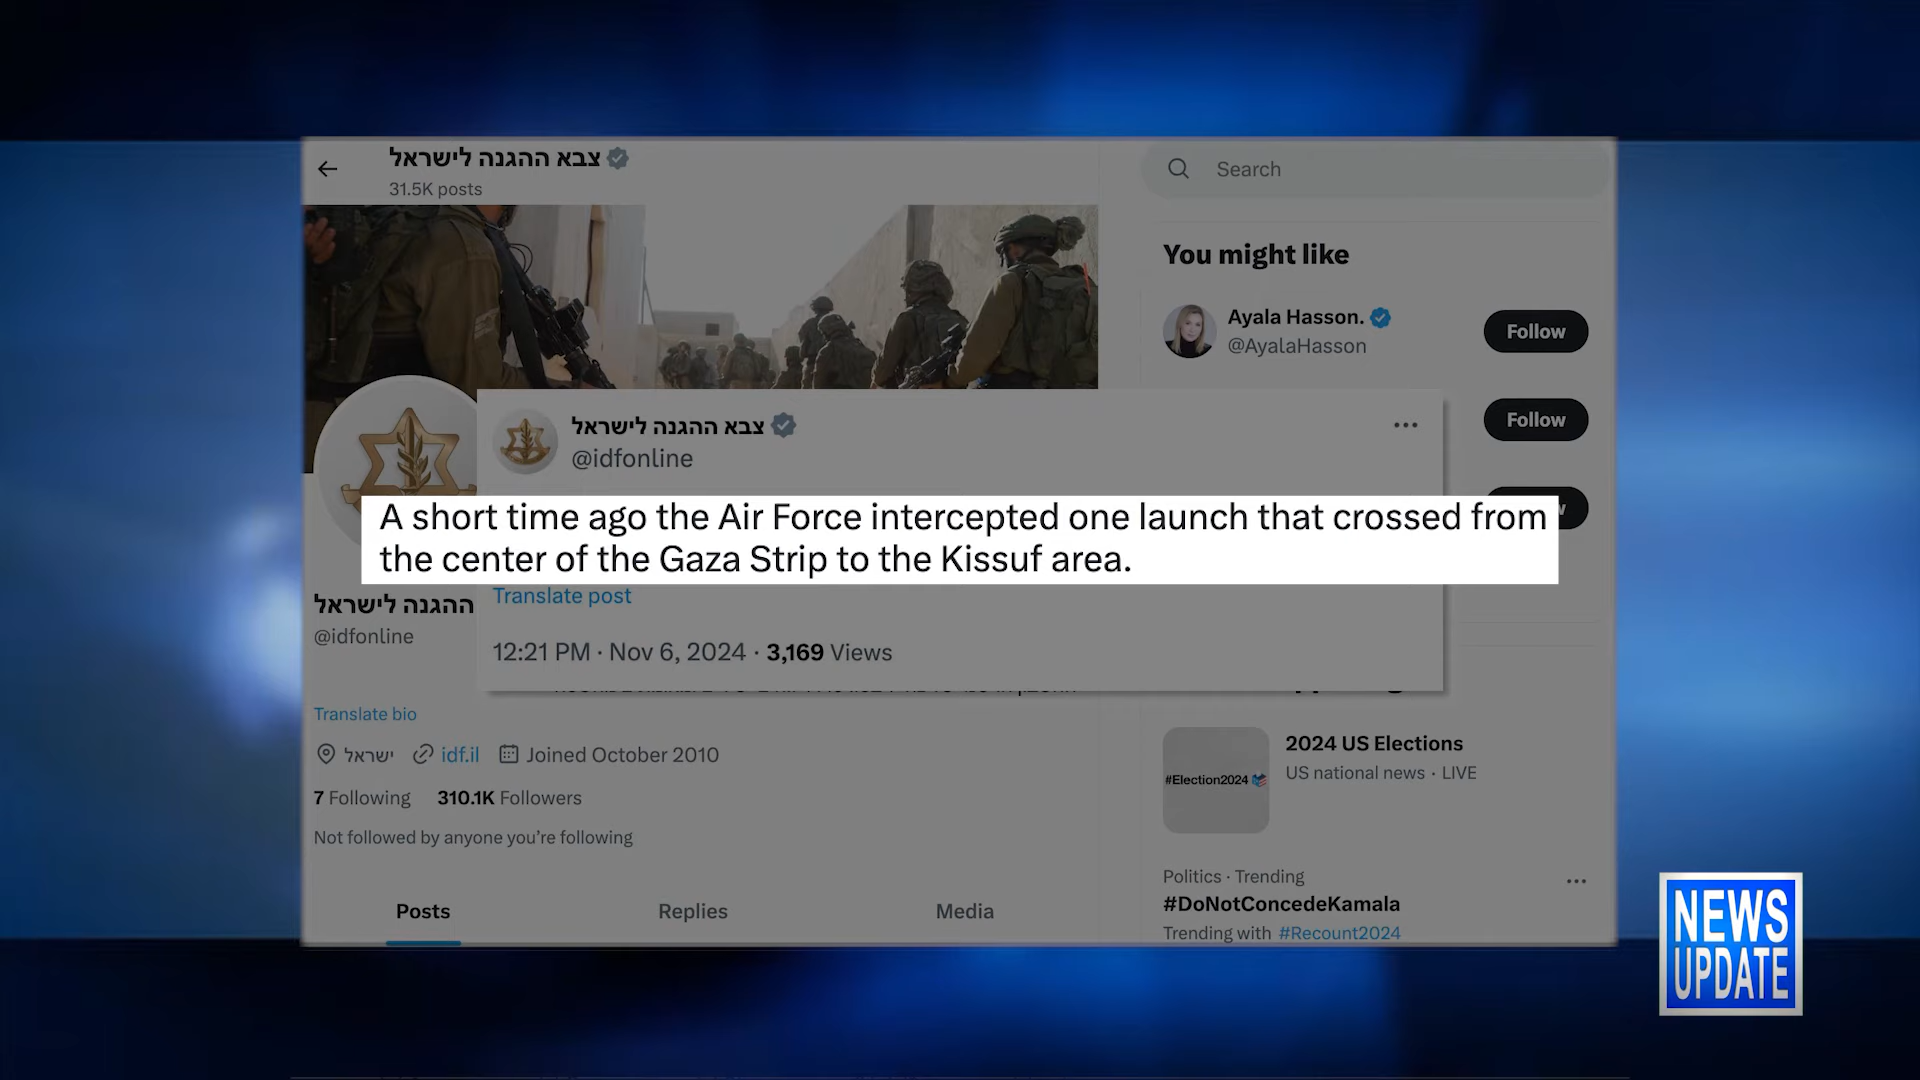 צבא ההגנה לישראל
31.5K posts
Search
You might like
Ayala Hasson.
@AyalaHasson
Follow
Follow
צבא ההגנה לישראל
@idfonline
A short time ago the Air Force intercepted one launch that crossed from
the center of the Gaza Strip to the Kissuf area.
Translate post
12:21 PM · Nov 6, 2024 · 3,169 Views
ההגנה לישראל
@idfonline
Translate bio
ישראל idf.il Joined October 2010
7 Following 310.1K Followers
Not followed by anyone you’re following
Posts Replies Media
2024 US Elections
US national news · LIVE
#Election2024
Politics · Trending
#DoNotConcedeKamala
Trending with #Recount2024
NEWS
UPDATE